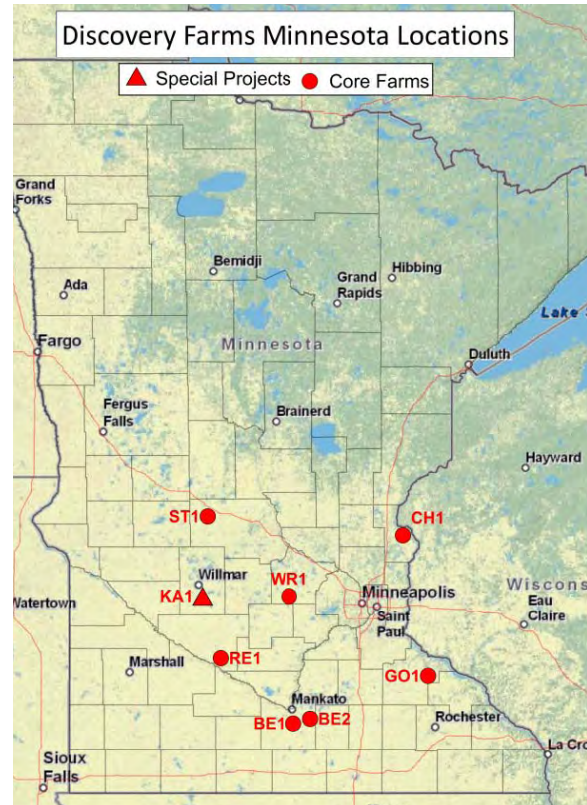 Discovery Farms Minnesota Locations
Special Projects Core Farms
Grand
Forks
Bemidji
Hibbing
Grand
Rapids
Ada
Lake
Minnesota
Fargo
Duluth
Brainerd
Fergus
Falls
Hayward
ST1
CH1
Willmar
KA1
WR1
Minneapolis
Saint
Paul
Wiscons
Eau
Claire
Watertown
RE1
Marshall
GO1
Mankato
BE1
BE2
Rochester
La Cro
Sioux
Falls